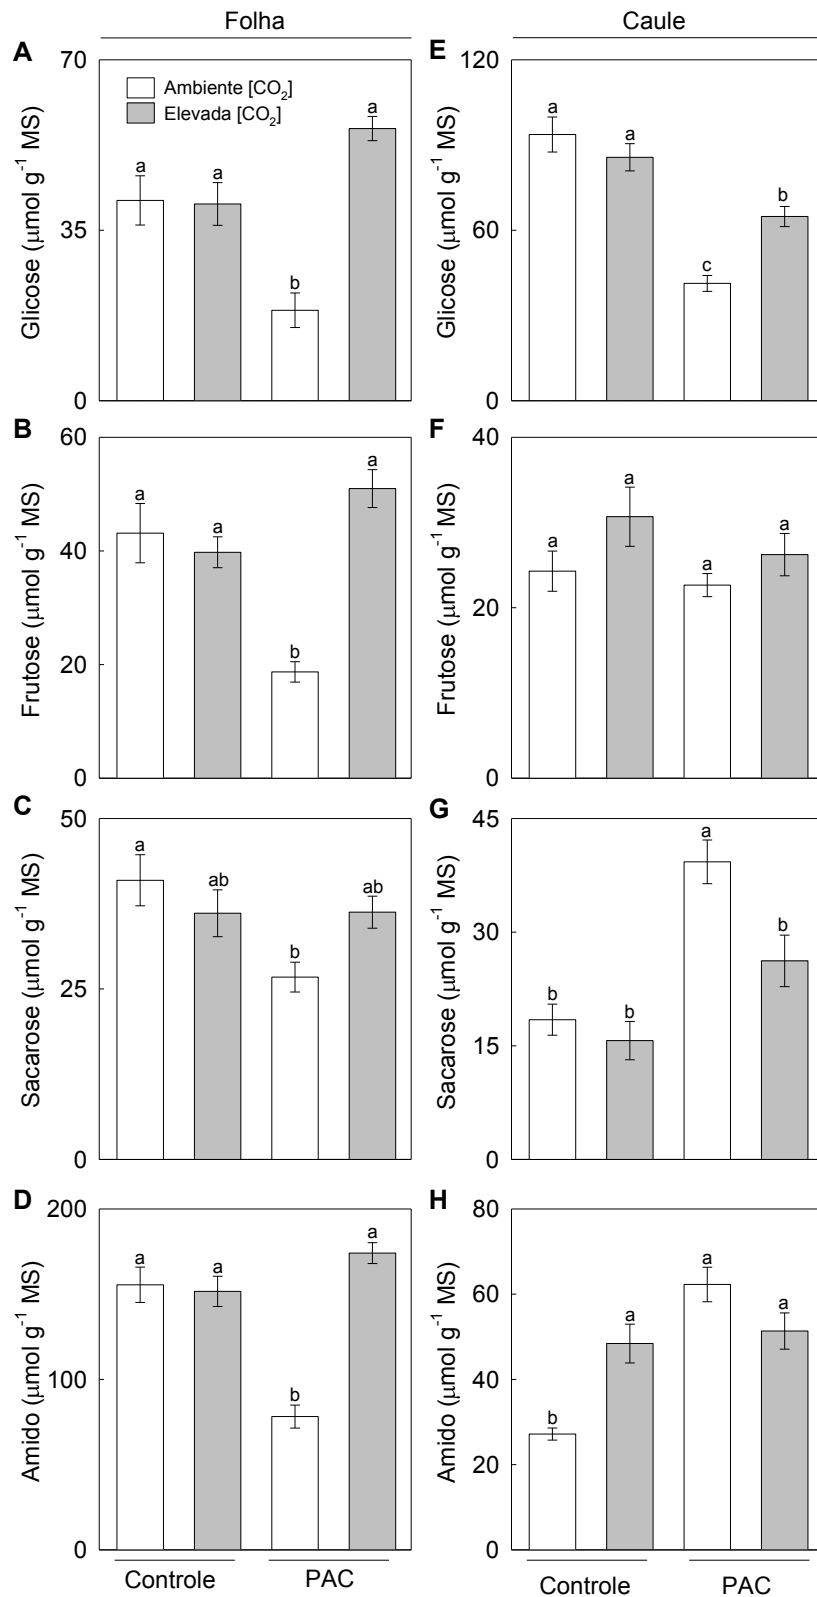 Folha
Caule
A
70
35
0
Glicose (µmol g⁻¹ MS)
Ambiente [CO₂]
Elevada [CO₂]
a
a
b
a
E
120
60
0
Glicose (µmol g⁻¹ MS)
a
a
c
b
B
60
40
20
0
Frutose (µmol g⁻¹ MS)
a
a
b
a
F
40
20
0
Frutose (µmol g⁻¹ MS)
a
a
a
a
C
50
25
0
Sacarose (µmol g⁻¹ MS)
a
ab
b
ab
G
45
30
15
0
Sacarose (µmol g⁻¹ MS)
b
b
a
b
D
200
100
0
Amido (µmol g⁻¹ MS)
a
a
b
a
H
80
60
40
20
0
Amido (µmol g⁻¹ MS)
b
a
a
a
Controle
PAC
Controle
PAC